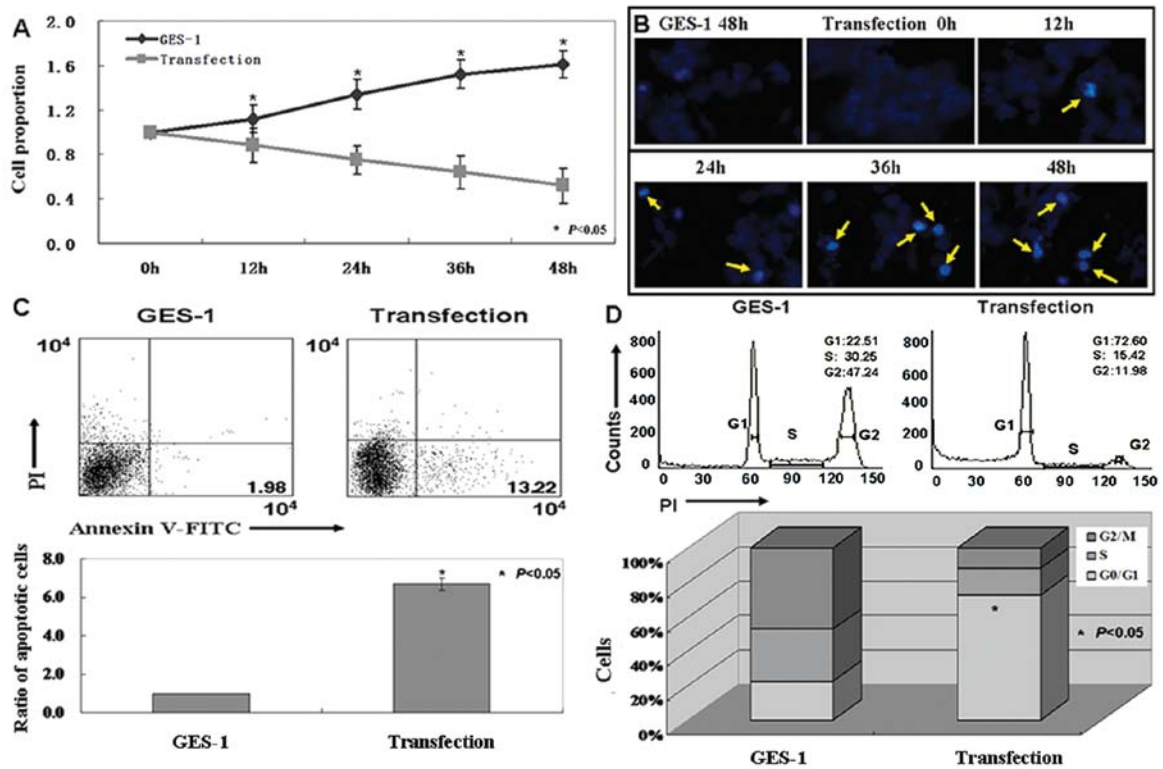 A
GES-1
Transfection
Cell proportion
2.0
1.6
1.2
0.8
0.4
0.0
* * * *
* P<0.05
0h 12h 24h 36h 48h
B
GES-1 48h Transfection 0h 12h
24h 36h 48h
C
GES-1 Transfection
10⁴ 10⁴
PI
1.98 13.22
10⁴ 10⁴
Annexin V-FITC
Ratio of apoptotic cells
8.0
6.0
4.0
2.0
0.0
*
* P<0.05
GES-1 Transfection
D
GES-1 Transfection
Counts
800
600
400
200
0
G1:22.51
S: 30.25
G2:47.24
G1 S G2
0 30 60 90 120 150
800
600
400
200
0
G1:72.60
S: 15.42
G2:11.98
G1 S G2
0 30 60 90 120 150
PI
Cells
100%
80%
60%
40%
20%
0%
G2/M
S
G0/G1
*
* P<0.05
GES-1 Transfection